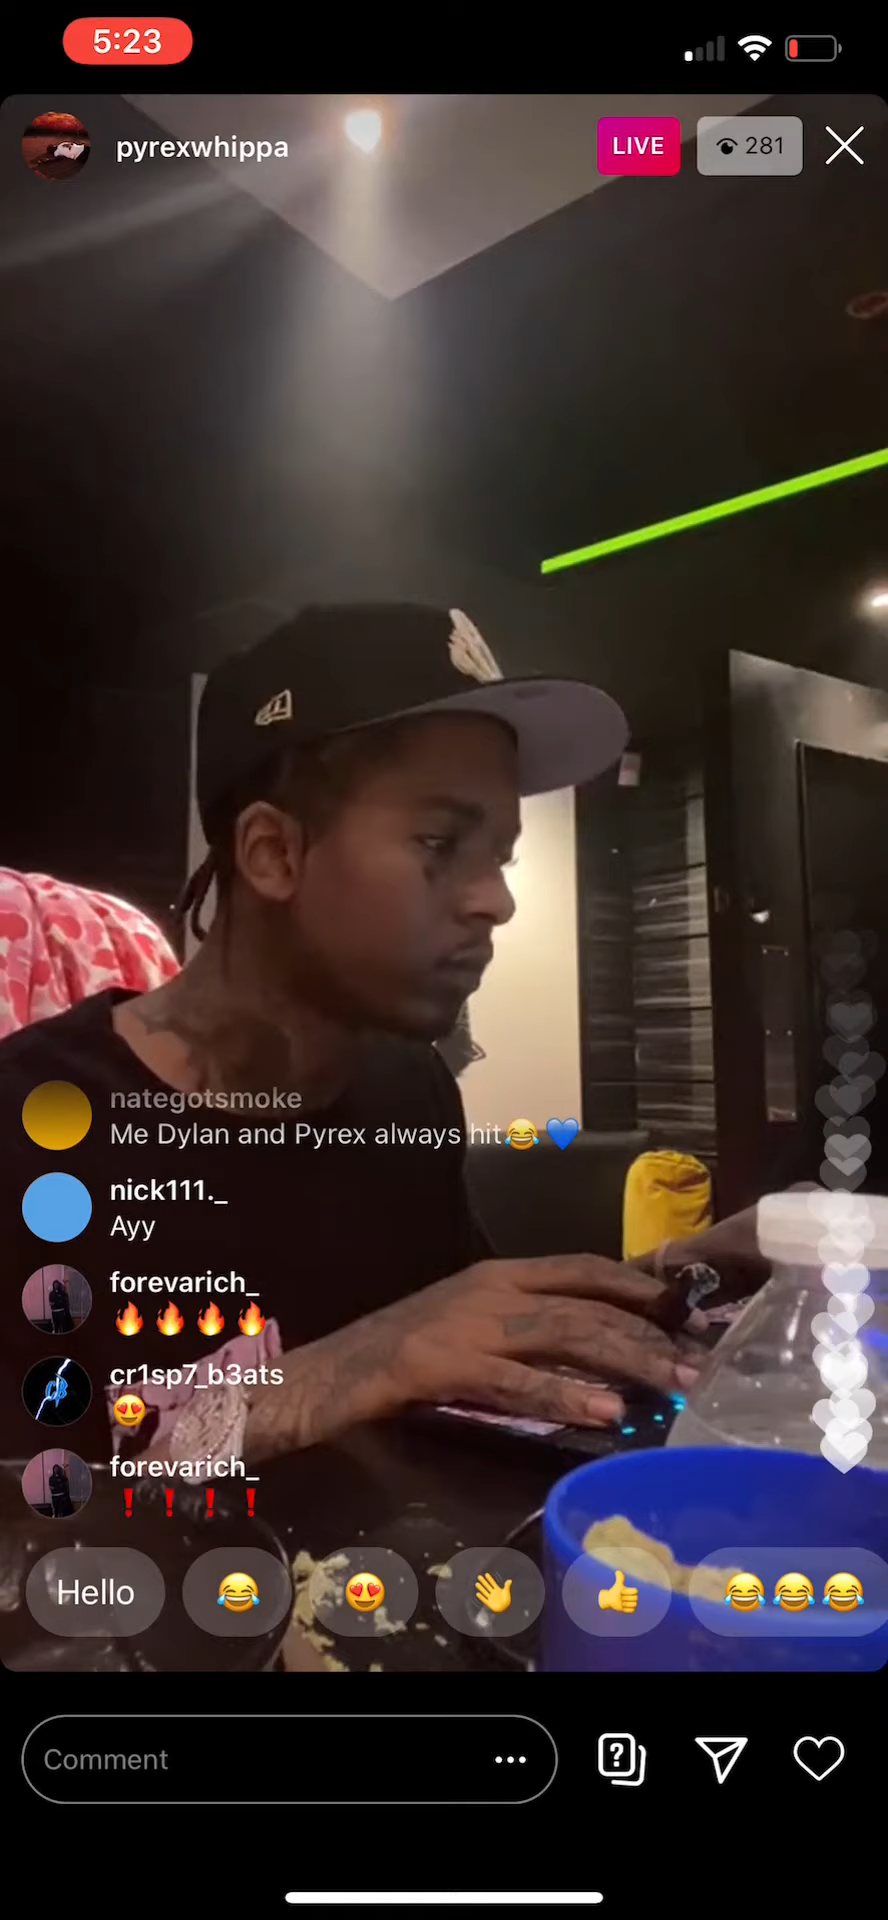 5:23
pyrexwhippa
LIVE
281
nategotsmoke
Me Dylan and Pyrex always hit😂💙
nick111._
Ayy
forevarich_
🔥🔥🔥🔥
cr1sp7_b3ats
😍
forevarich_
❗❗❗❗
Hello 😂 😍 👋 👍 😂😂😂
Comment